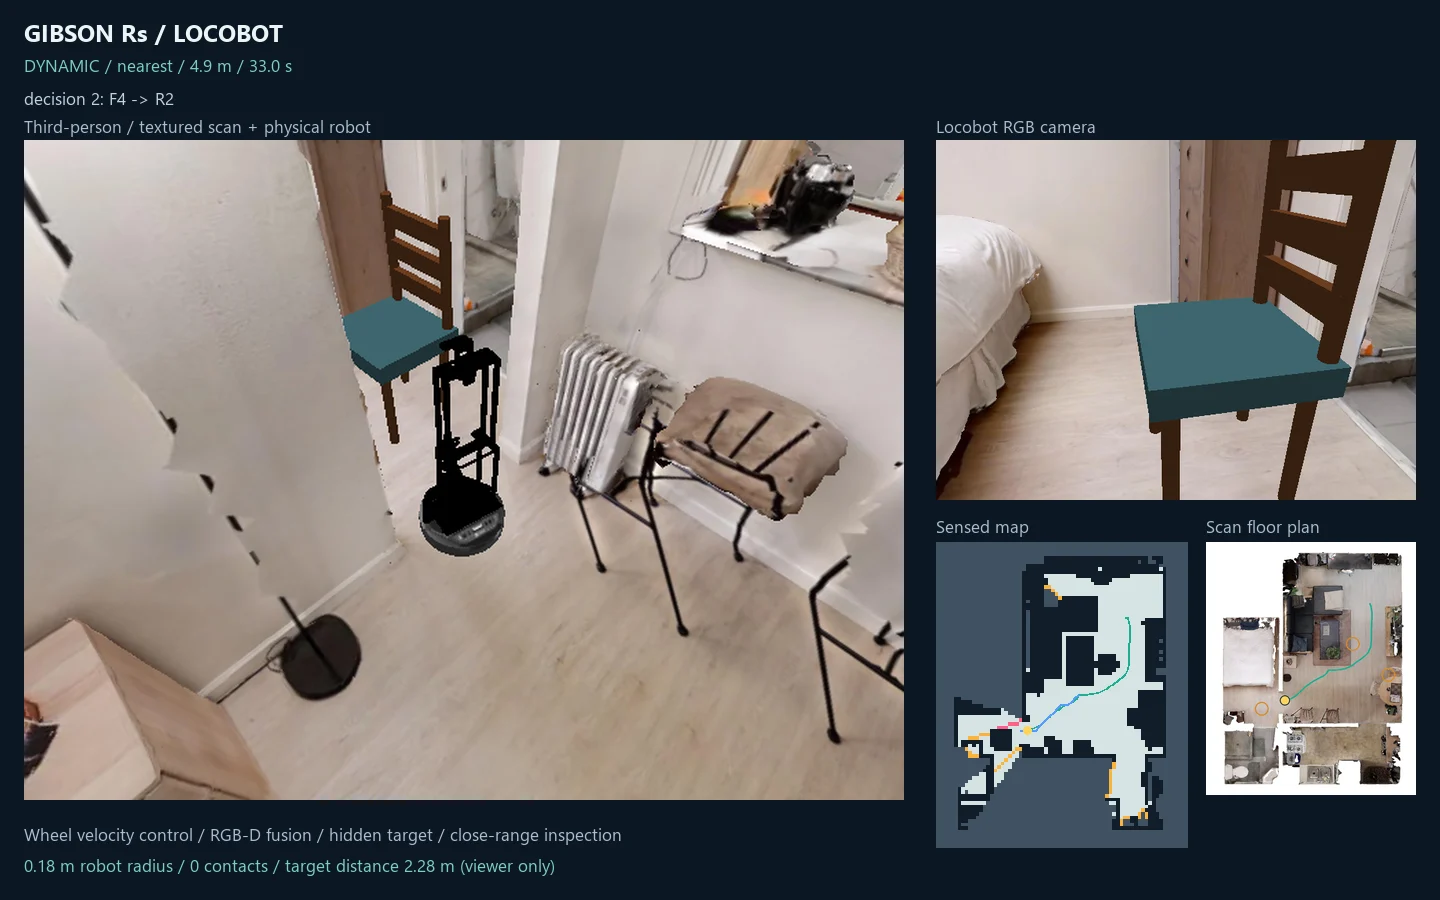 GIBSON Rs / LOCOBOT
DYNAMIC / nearest / 4.9 m / 33.0 s
decision 2: F4 -> R2
Third-person / textured scan + physical robot
Locobot RGB camera
Sensed map
Scan floor plan
Wheel velocity control / RGB-D fusion / hidden target / close-range inspection
0.18 m robot radius / 0 contacts / target distance 2.28 m (viewer only)